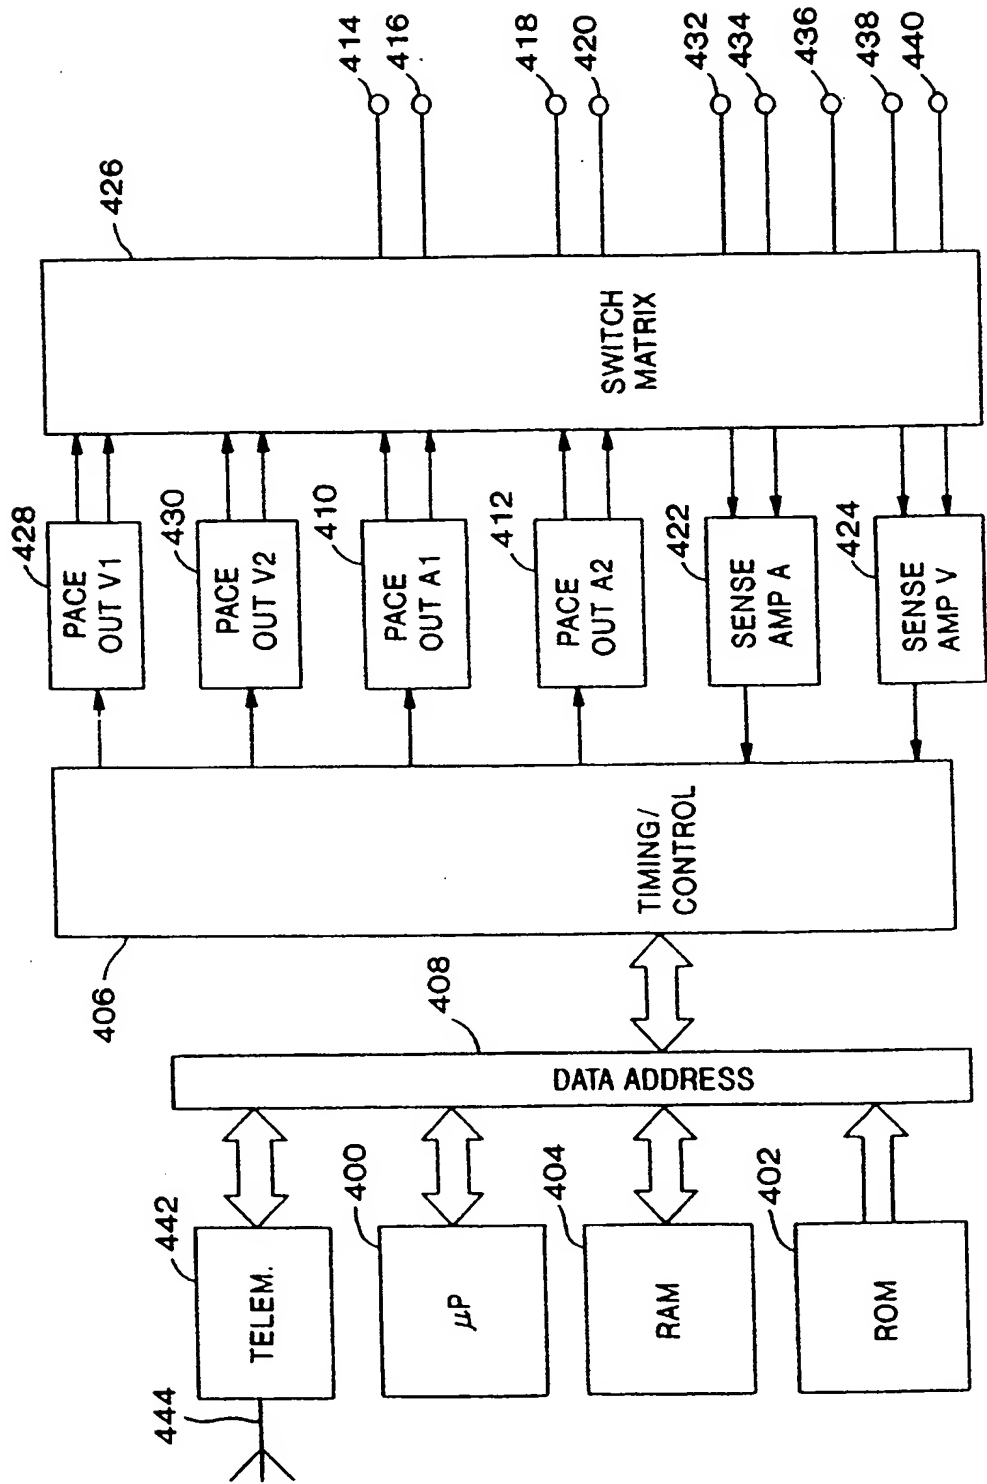 414
416
418
420
432
434
436
438
440
426
SWITCH
MATRIX
428
PACE
OUT V1
430
PACE
OUT V2
410
PACE
OUT A1
412
PACE
OUT A2
422
SENSE
AMP A
424
SENSE
AMP V
406
TIMING/
CONTROL
408
DATA ADDRESS
442
TELEM.
444
400
µP
404
RAM
402
ROM